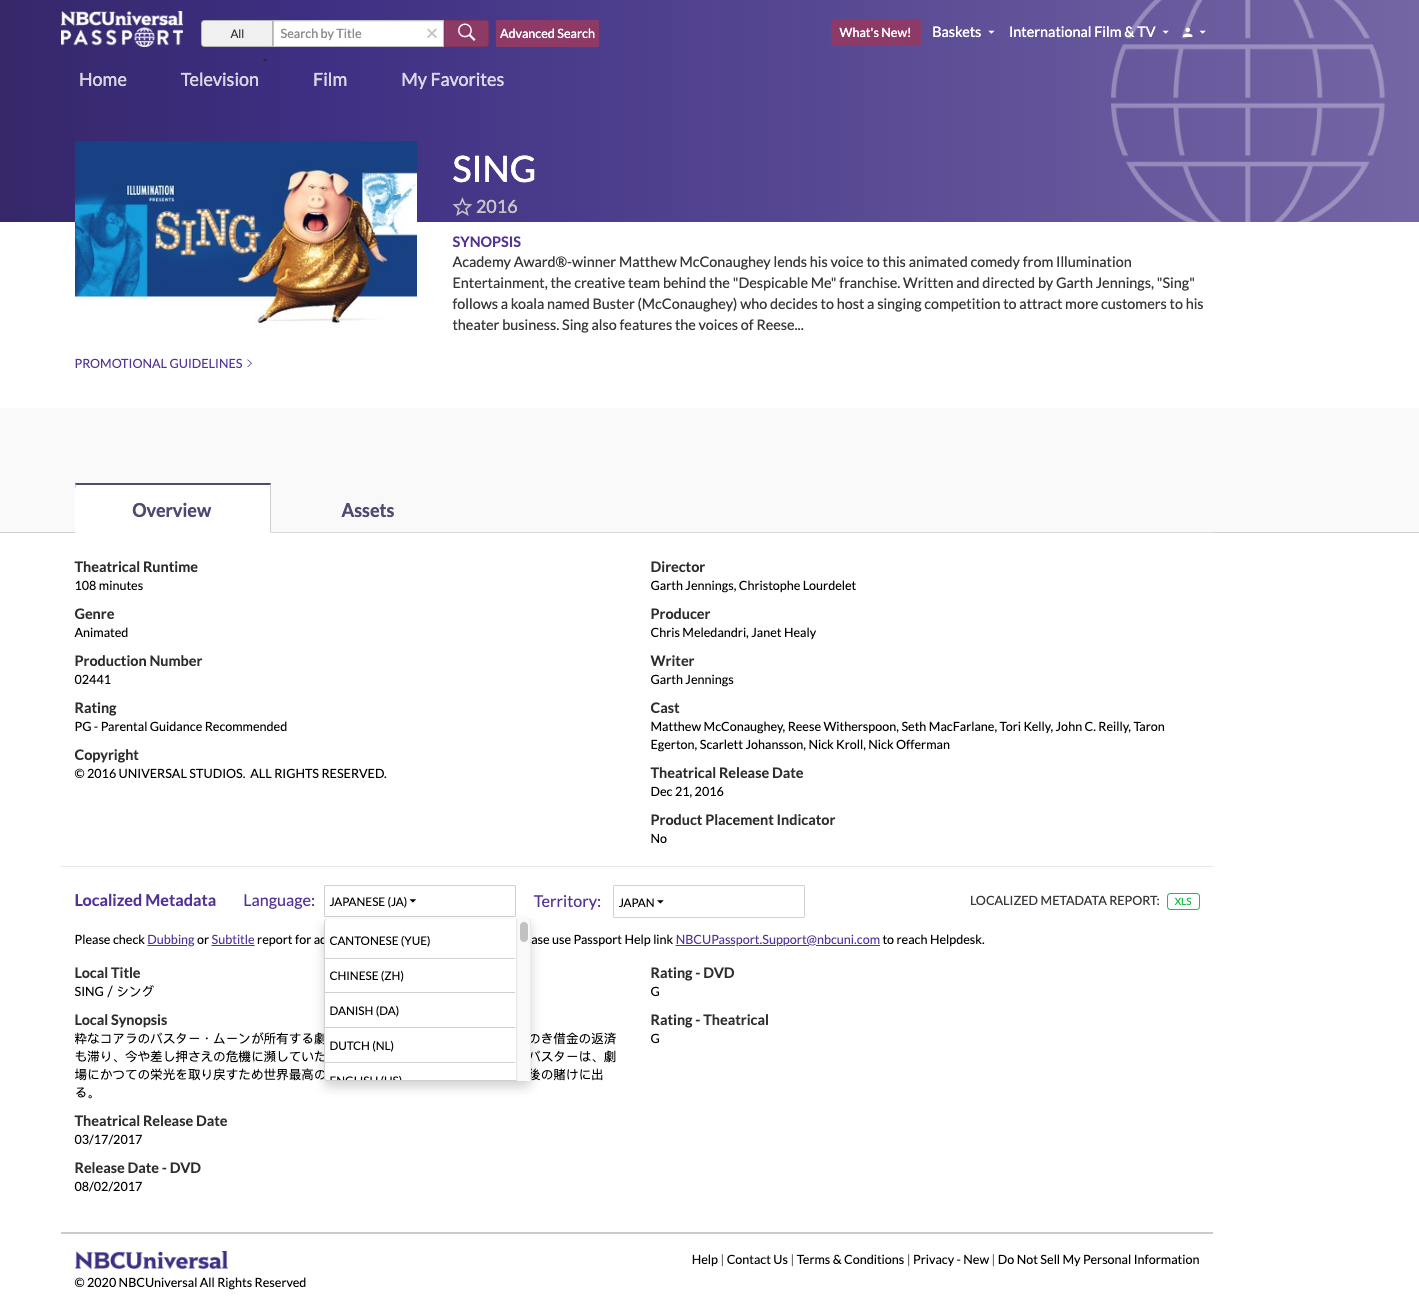 NBCUniversal
PASSPORT
All
Search by Title
Advanced Search
What's New!
Baskets
International Film & TV
Home
Television
Film
My Favorites
ILLUMINATION
PRESENTS
SING
SING
2016
SYNOPSIS
Academy Award®-winner Matthew McConaughey lends his voice to this animated comedy from Illumination
Entertainment, the creative team behind the "Despicable Me" franchise. Written and directed by Garth Jennings, "Sing"
follows a koala named Buster (McConaughey) who decides to host a singing competition to attract more customers to his
theater business. Sing also features the voices of Reese...
PROMOTIONAL GUIDELINES >
Overview
Assets
Theatrical Runtime
108 minutes
Genre
Animated
Production Number
02441
Rating
PG - Parental Guidance Recommended
Copyright
© 2016 UNIVERSAL STUDIOS. ALL RIGHTS RESERVED.
Director
Garth Jennings, Christophe Lourdelet
Producer
Chris Meledandri, Janet Healy
Writer
Garth Jennings
Cast
Matthew McConaughey, Reese Witherspoon, Seth MacFarlane, Tori Kelly, John C. Reilly, Taron
Egerton, Scarlett Johansson, Nick Kroll, Nick Offerman
Theatrical Release Date
Dec 21, 2016
Product Placement Indicator
No
Localized Metadata
Language:
JAPANESE (JA)
Territory:
JAPAN
LOCALIZED METADATA REPORT:
XLS
Please check Dubbing or Subtitle report for
ase use Passport Help link NBCUPassport.Support@nbcuni.com to reach Helpdesk.
CANTONESE (YUE)
CHINESE (ZH)
DANISH (DA)
DUTCH (NL)
ENGLISH (US)
Local Title
SING / シング
Local Synopsis
粋なコアラのバスター・ムーンが所有する劇
のき借金の返済
も滞り、今や差し押さえの危機に瀕していた
バスターは、劇
場にかつての栄光を取り戻すため世界最高の
後の賭けに出
る。
Theatrical Release Date
03/17/2017
Release Date - DVD
08/02/2017
Rating - DVD
G
Rating - Theatrical
G
NBCUniversal
© 2020 NBCUniversal All Rights Reserved
Help | Contact Us | Terms & Conditions | Privacy - New | Do Not Sell My Personal Information